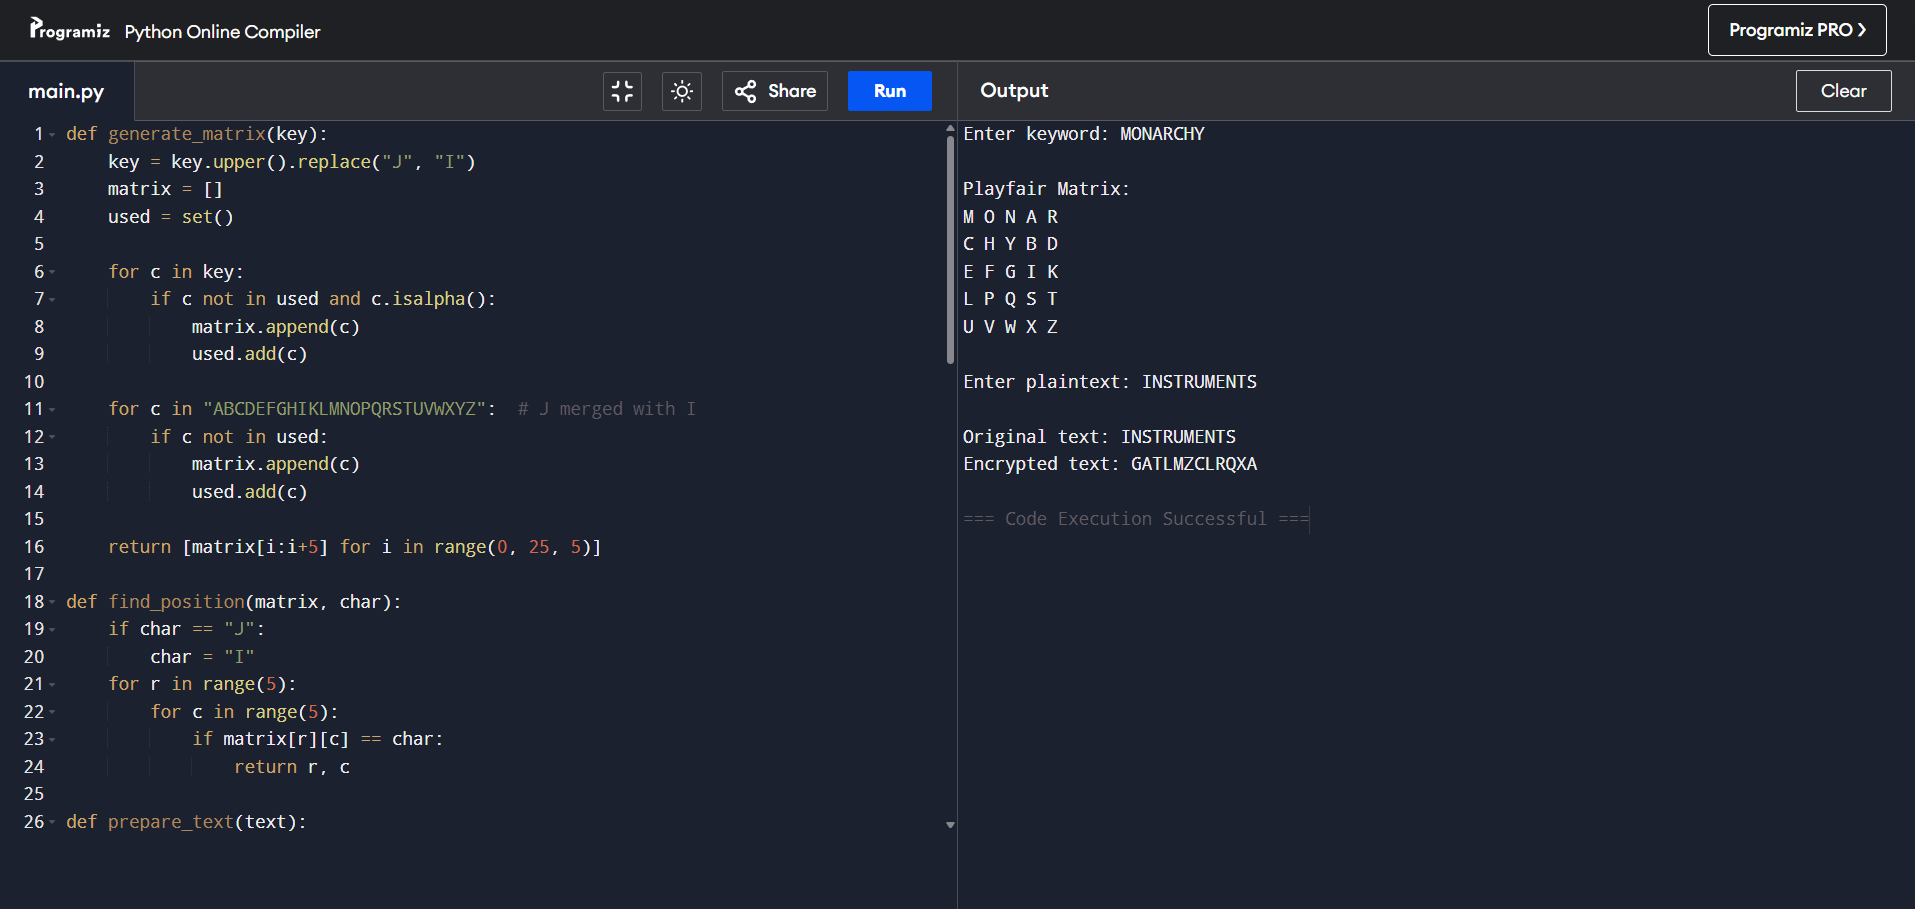 Programiz Python Online Compiler Programiz PRO ❯
main.py Share Run
1 def generate_matrix(key):
2     key = key.upper().replace("J", "I")
3     matrix = []
4     used = set()
5
6     for c in key:
7         if c not in used and c.isalpha():
8             matrix.append(c)
9             used.add(c)
10
11     for c in "ABCDEFGHIKLMNOPQRSTUVWXYZ":  # J merged with I
12         if c not in used:
13             matrix.append(c)
14             used.add(c)
15
16     return [matrix[i:i+5] for i in range(0, 25, 5)]
17
18 def find_position(matrix, char):
19     if char == "J":
20         char = "I"
21     for r in range(5):
22         for c in range(5):
23             if matrix[r][c] == char:
24                 return r, c
25
26 def prepare_text(text):
Output Clear
Enter keyword: MONARCHY
Playfair Matrix:
M O N A R
C H Y B D
E F G I K
L P Q S T
U V W X Z
Enter plaintext: INSTRUMENTS
Original text: INSTRUMENTS
Encrypted text: GATLMZCLRQXA
=== Code Execution Successful ===